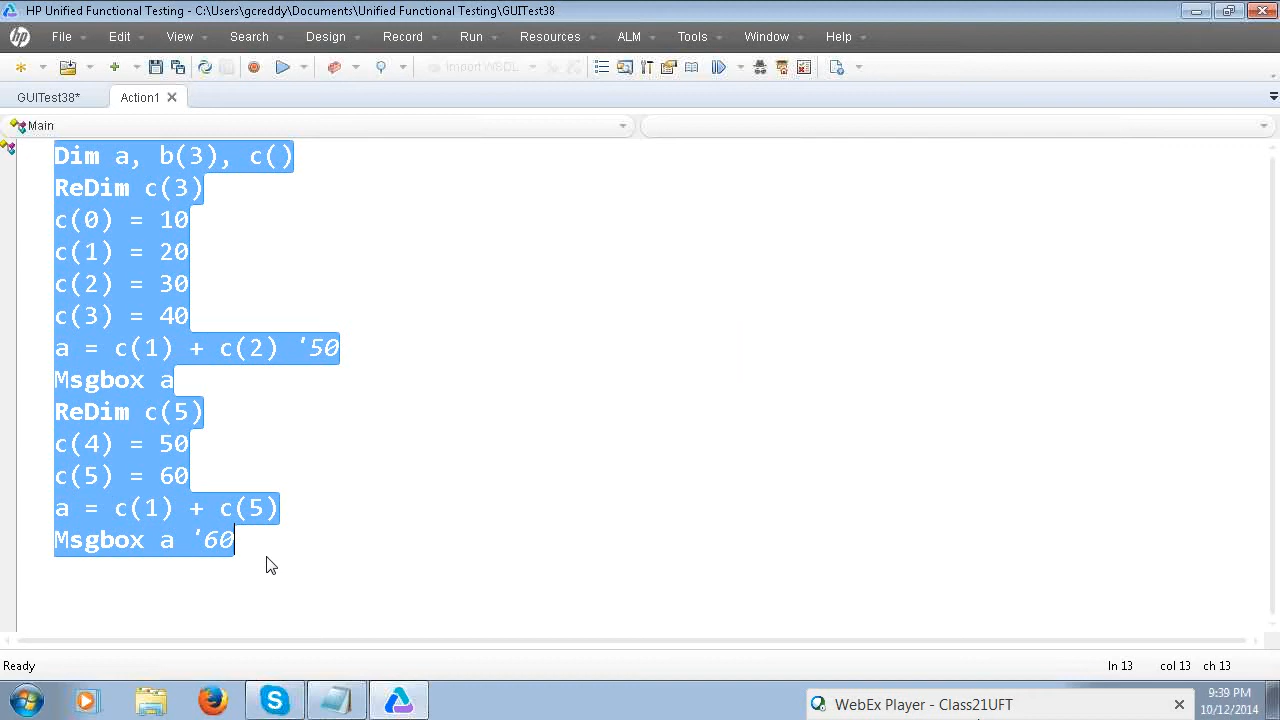 HP Unified Functional Testing - C:\Users\gcreddy\Documents\Unified Functional Testing\GUITest38
hp File Edit View Search Design Record Run Resources ALM Tools Window Help
Import WSDL
GUITest38* Action1
Main
Dim a, b(3), c()
ReDim c(3)
c(0) = 10
c(1) = 20
c(2) = 30
c(3) = 40
a = c(1) + c(2) '50
Msgbox a
ReDim c(5)
c(4) = 50
c(5) = 60
a = c(1) + c(5)
Msgbox a '60
Ready ln 13 col 13 ch 13
WebEx Player - Class21UFT
9:39 PM
10/12/2014